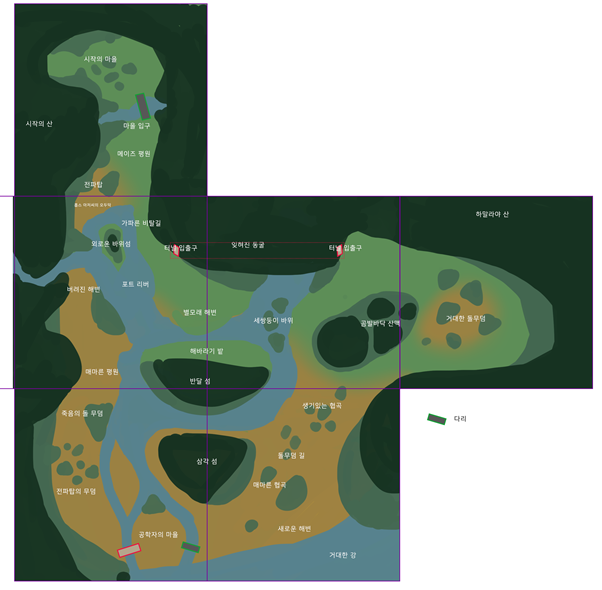 시작의 마을
시작의 산
마을 입구
메이즈 평원
전파탑
가파른 비탈길
외로운 바위섬
터널 입출구
잊혀진 동굴
터널 입출구
하말라야 산
버려진 해변
포트 리버
별모래 해변
세쌍둥이 바위
곰발바닥 산맥
거대한 돌무덤
해바라기 밭
메마른 평원
반달 섬
생기있는 협곡
죽음의 돌 무덤
다리
삼각 섬
돌무덤 길
메마른 협곡
전파탑의 무덤
공학자의 마을
새로운 해변
거대한 강